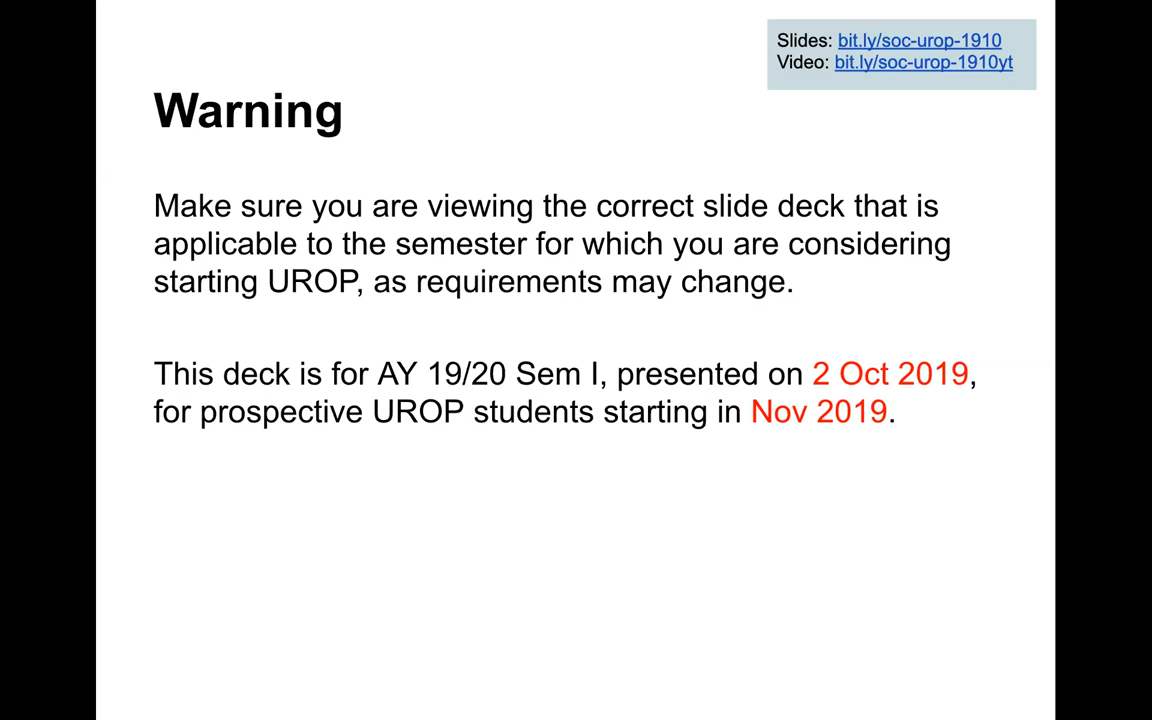 Slides: bit.ly/soc-urop-1910
Video: bit.ly/soc-urop-1910yt
Warning
Make sure you are viewing the correct slide deck that is
applicable to the semester for which you are considering
starting UROP, as requirements may change.
This deck is for AY 19/20 Sem I, presented on 2 Oct 2019,
for prospective UROP students starting in Nov 2019.